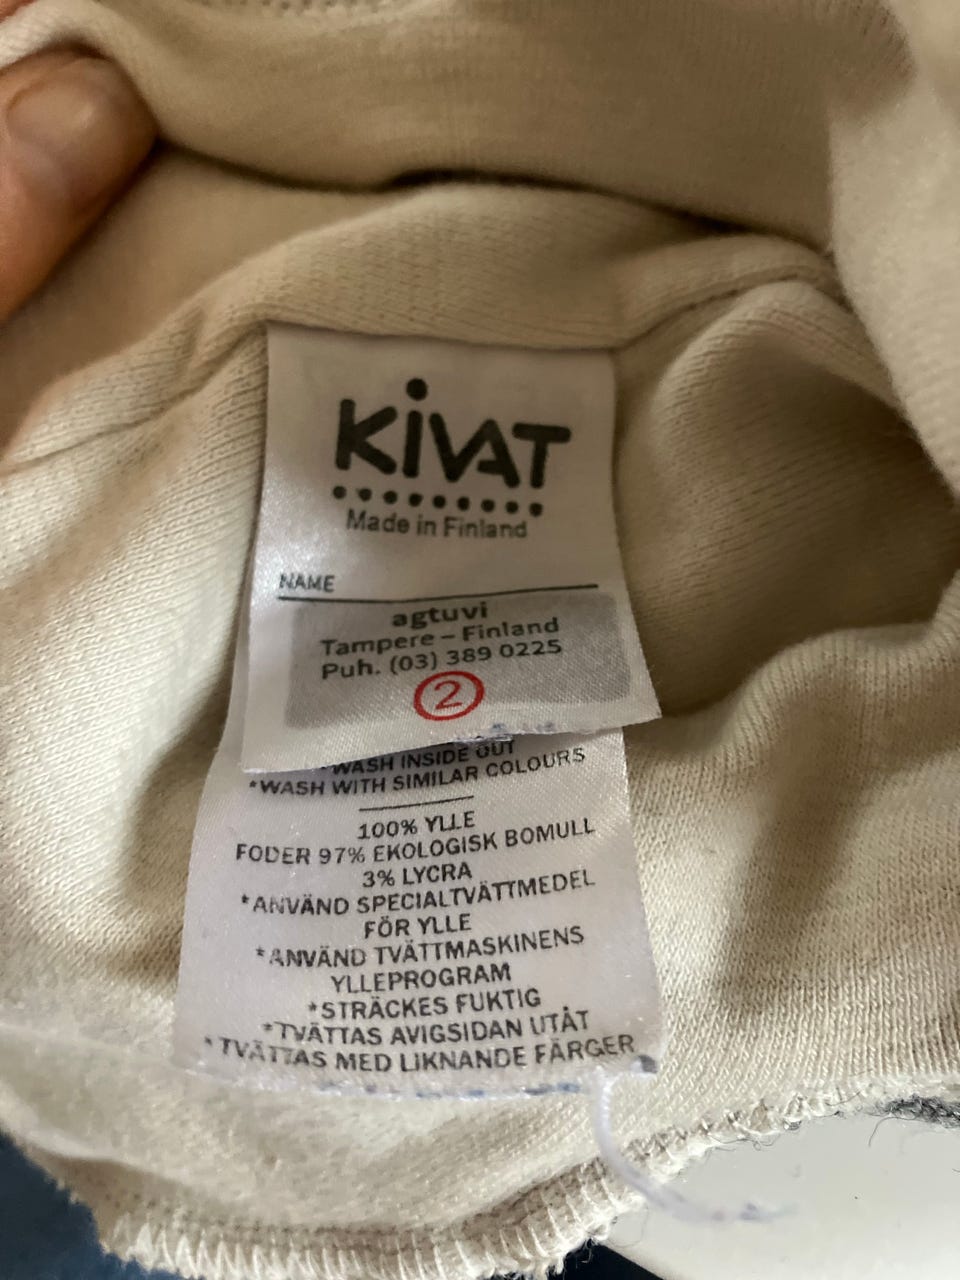 KiVAT
Made in Finland
NAME
agtuvi
Tampere – Finland
Puh. (03) 389 0225
2
*WASH INSIDE OUT
*WASH WITH SIMILAR COLOURS
100% YLLE
FODER 97% EKOLOGISK BOMULL
3% LYCRA
*ANVÄND SPECIALTVÄTTMEDEL
FÖR YLLE
*ANVÄND TVÄTTMASKINENS
YLLEPROGRAM
*STRÄCKES FUKTIG
*TVÄTTAS AVIGSIDAN UTÅT
*TVÄTTAS MED LIKNANDE FÄRGER